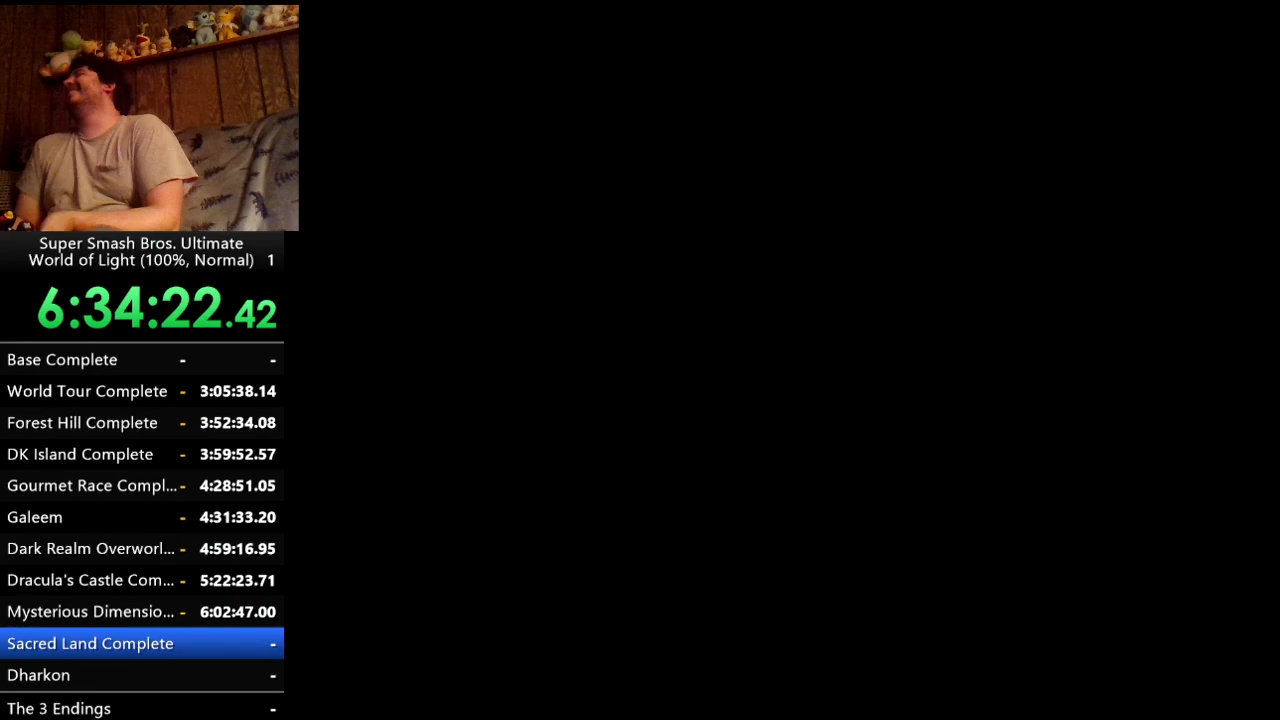 Super Smash Bros. Ultimate
World of Light (100%, Normal) 1
6:34:22.42
Base Complete - -
World Tour Complete - 3:05:38.14
Forest Hill Complete - 3:52:34.08
DK Island Complete - 3:59:52.57
Gourmet Race Compl... - 4:28:51.05
Galeem - 4:31:33.20
Dark Realm Overworl... - 4:59:16.95
Dracula's Castle Com... - 5:22:23.71
Mysterious Dimensio... - 6:02:47.00
Sacred Land Complete -
Dharkon -
The 3 Endings -